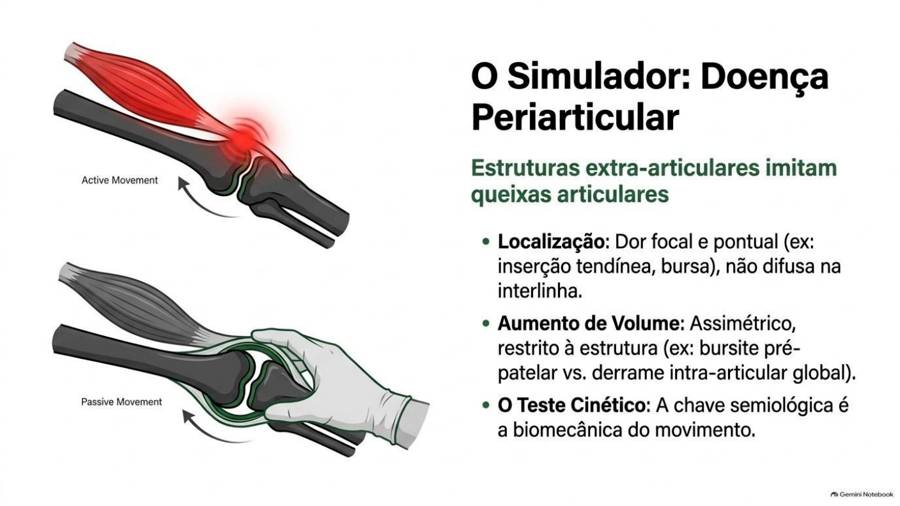 O Simulador: Doença
Periarticular
Estruturas extra-articulares imitam
queixas articulares
• Localização: Dor focal e pontual (ex:
inserção tendínea, bursa), não difusa na
interlinha.
• Aumento de Volume: Assimétrico,
restrito à estrutura (ex: bursite pré-
patelar vs. derrame intra-articular global).
• O Teste Cinético: A chave semiológica é
a biomecânica do movimento.
Active Movement
Passive Movement
Gemini Notebook